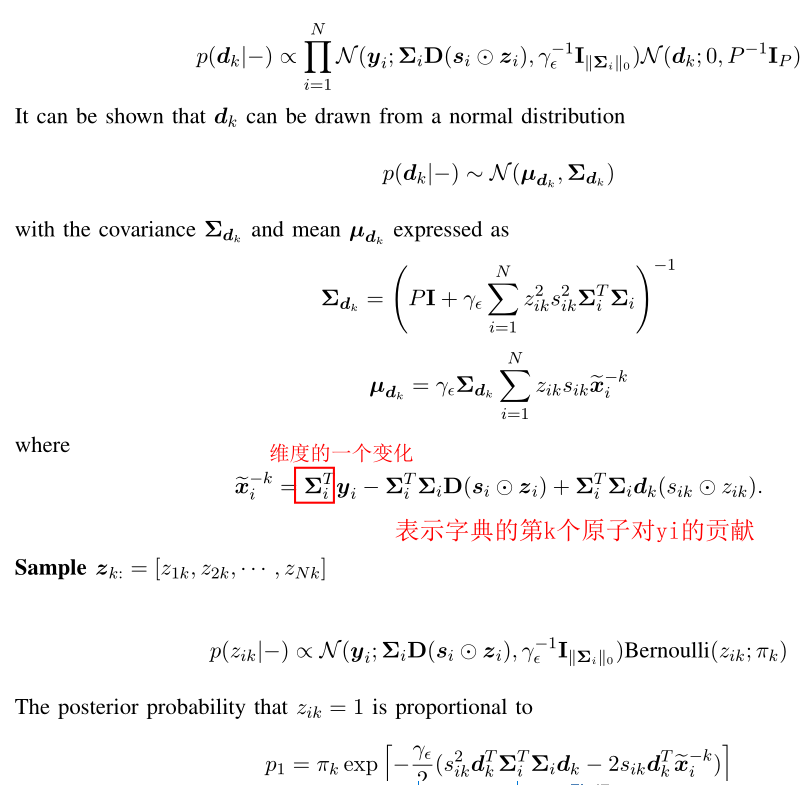 p(d_k|−) ∝ ∏_{i=1}^{N} 𝒩(y_i; Σ_i D(s_i ⊙ z_i), γ_ϵ^{-1} I_{‖Σ_i‖_0}) 𝒩(d_k; 0, P^{-1} I_P)
It can be shown that d_k can be drawn from a normal distribution
p(d_k|−) ∼ 𝒩(μ_{d_k}, Σ_{d_k})
with the covariance Σ_{d_k} and mean μ_{d_k} expressed as
Σ_{d_k} = (P I + γ_ϵ ∑_{i=1}^{N} z_{ik}^2 s_{ik}^2 Σ_i^T Σ_i)^{-1}
μ_{d_k} = γ_ϵ Σ_{d_k} ∑_{i=1}^{N} z_{ik} s_{ik} x̃_i^{-k}
where
维度的一个变化
x̃_i^{-k} = Σ_i^T y_i − Σ_i^T Σ_i D(s_i ⊙ z_i) + Σ_i^T Σ_i d_k(s_{ik} ⊙ z_{ik}).
表示字典的第k个原子对yi的贡献
Sample z_{k:} = [z_{1k}, z_{2k}, ⋯ , z_{Nk}]
p(z_{ik}|−) ∝ 𝒩(y_i; Σ_i D(s_i ⊙ z_i), γ_ϵ^{-1} I_{‖Σ_i‖_0}) Bernoulli(z_{ik}; π_k)
The posterior probability that z_{ik} = 1 is proportional to
p_1 = π_k exp [−γ_ϵ/2 (s_{ik}^2 d_k^T Σ_i^T Σ_i d_k − 2s_{ik} d_k^T x̃_i^{-k})]